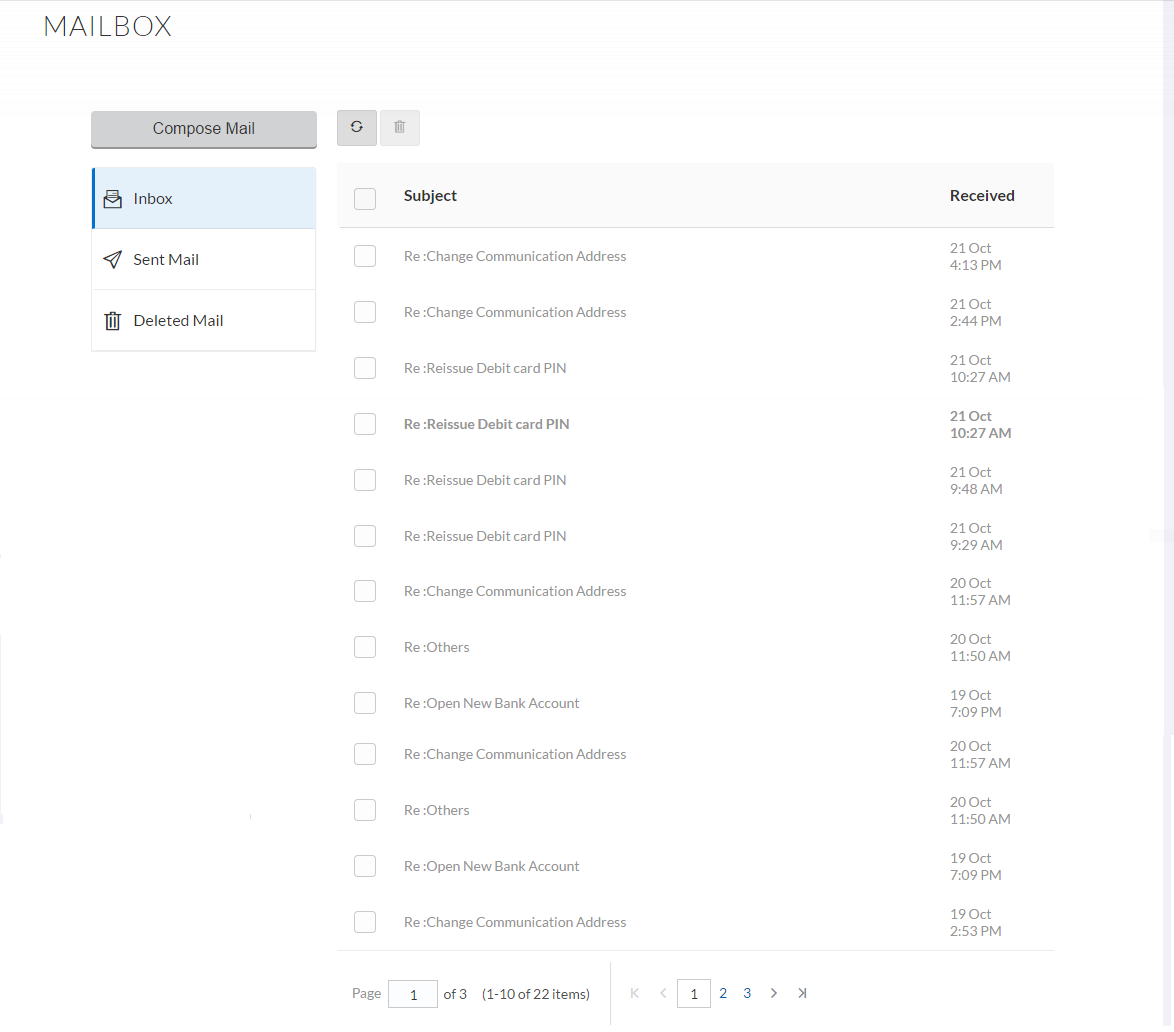 MAILBOX
Compose Mail
Inbox
Sent Mail
Deleted Mail
Subject Received
Re :Change Communication Address 21 Oct
4:13 PM
Re :Change Communication Address 21 Oct
2:44 PM
Re :Reissue Debit card PIN 21 Oct
10:27 AM
Re :Reissue Debit card PIN 21 Oct
10:27 AM
Re :Reissue Debit card PIN 21 Oct
9:48 AM
Re :Reissue Debit card PIN 21 Oct
9:29 AM
Re :Change Communication Address 20 Oct
11:57 AM
Re :Others 20 Oct
11:50 AM
Re :Open New Bank Account 19 Oct
7:09 PM
Re :Change Communication Address 20 Oct
11:57 AM
Re :Others 20 Oct
11:50 AM
Re :Open New Bank Account 19 Oct
7:09 PM
Re :Change Communication Address 19 Oct
2:53 PM
Page 1 of 3 (1-10 of 22 items) 1 2 3